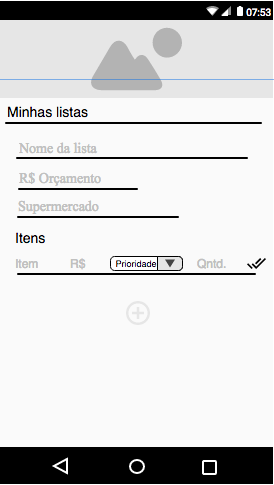 07:53
Minhas listas
Nome da lista
R$ Orçamento
Supermercado
Itens
Item R$ Prioridade Qntd.